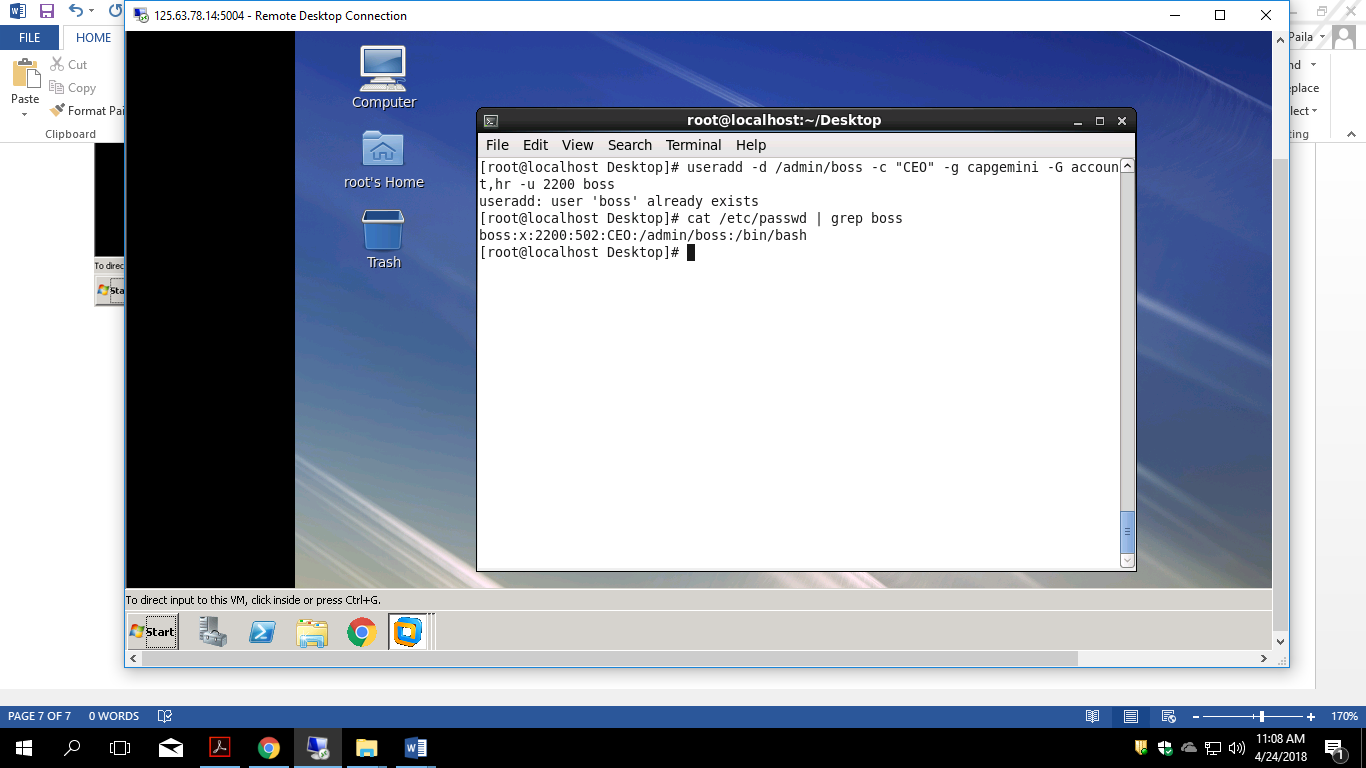 125.63.78.14:5004 - Remote Desktop Connection
FILE
HOME
Paila
Cut
Copy
Paste
Format Pai
Clipboard
nd
eplace
lect
ting
To direc
Sta
Computer
root's Home
Trash
root@localhost:~/Desktop
File Edit View Search Terminal Help
[root@localhost Desktop]# useradd -d /admin/boss -c "CEO" -g capgemini -G accoun
t,hr -u 2200 boss
useradd: user 'boss' already exists
[root@localhost Desktop]# cat /etc/passwd | grep boss
boss:x:2200:502:CEO:/admin/boss:/bin/bash
[root@localhost Desktop]#
To direct input to this VM, click inside or press Ctrl+G.
Start
PAGE 7 OF 7 0 WORDS
170%
11:08 AM
4/24/2018
1